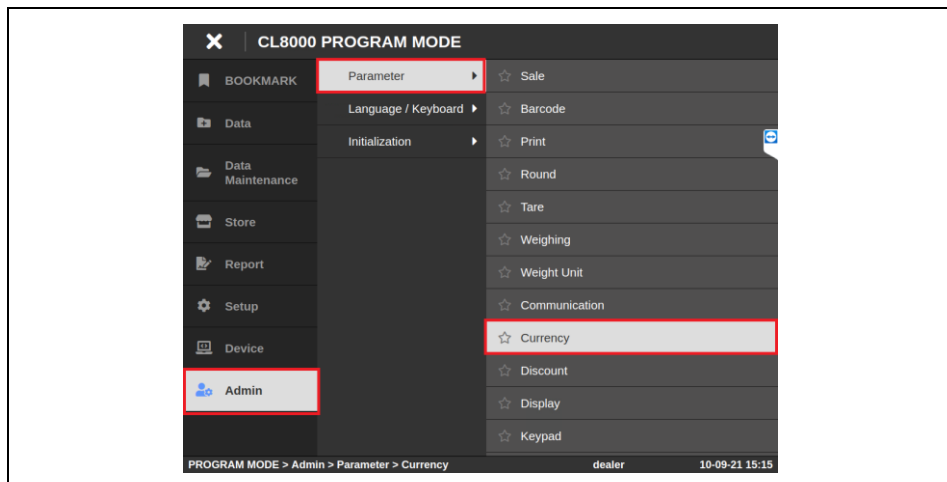 CL8000 PROGRAM MODE
BOOKMARK
Data
Data
Maintenance
Store
Report
Setup
Device
Admin
Parameter
Language / Keyboard
Initialization
Sale
Barcode
Print
Round
Tare
Weighing
Weight Unit
Communication
Currency
Discount
Display
Keypad
PROGRAM MODE > Admin > Parameter > Currency dealer 10-09-21 15:15